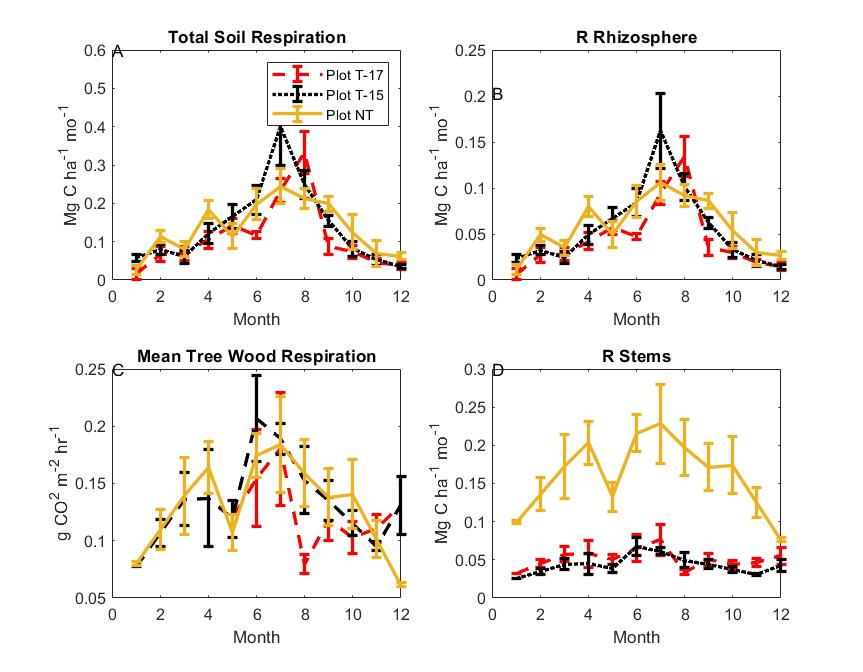 Total Soil Respiration
A
0.6
0.5
0.4
0.3
0.2
0.1
0
Mg C ha-1 mo-1
Plot T-17
Plot T-15
Plot NT
0 2 4 6 8 10 12
Month
R Rhizosphere
B
0.25
0.2
0.15
0.1
0.05
0
Mg C ha-1 mo-1
0 2 4 6 8 10 12
Month
Mean Tree Wood Respiration
C
0.25
0.2
0.15
0.1
0.05
g CO2 m-2 hr-1
0 2 4 6 8 10 12
Month
R Stems
D
0.3
0.25
0.2
0.15
0.1
0.05
0
Mg C ha-1 mo-1
0 2 4 6 8 10 12
Month